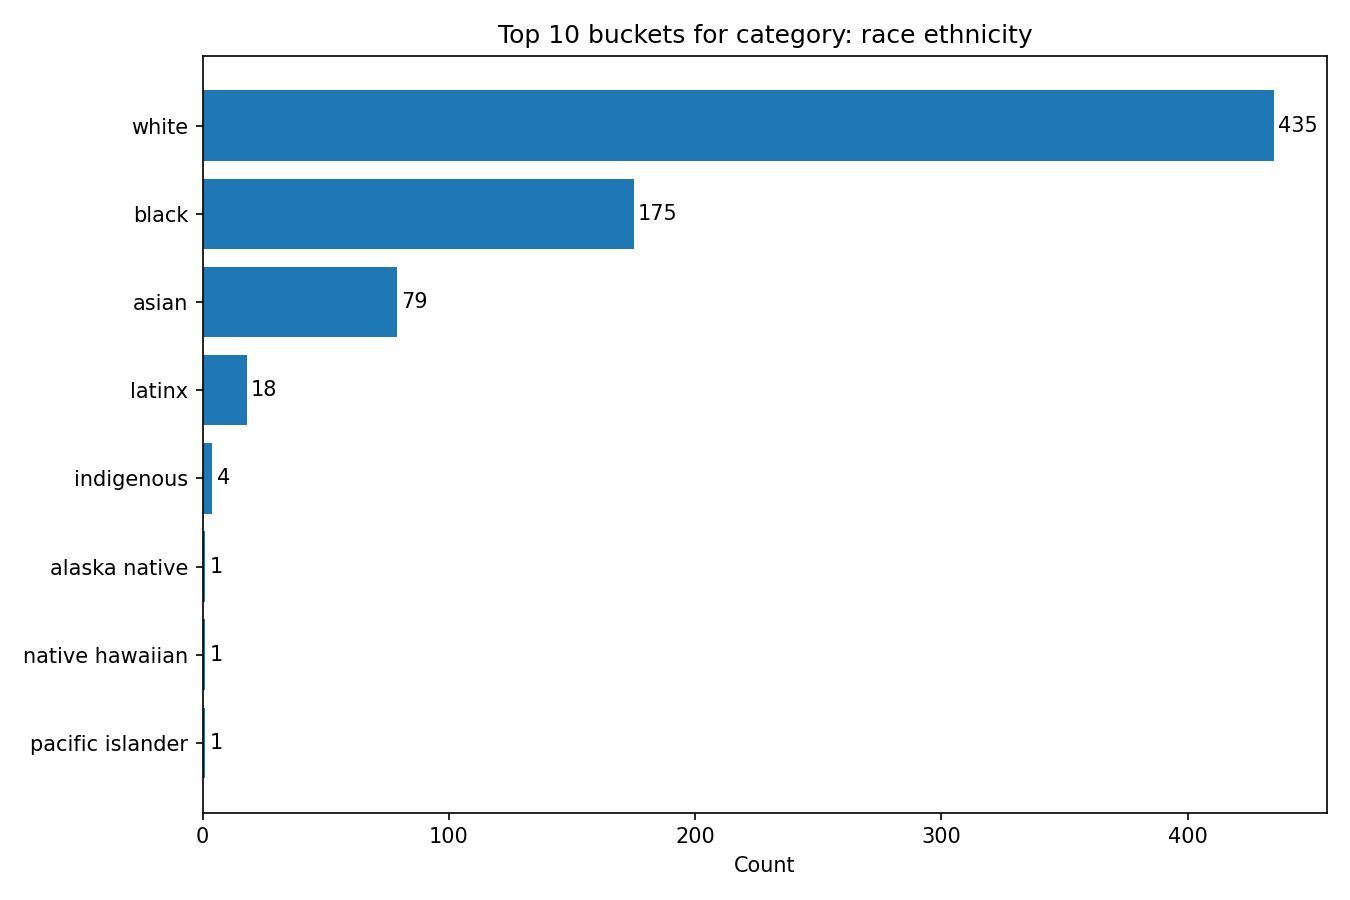 Top 10 buckets for category: race ethnicity
white 435
black 175
asian 79
latinx 18
indigenous 4
alaska native 1
native hawaiian 1
pacific islander 1
0 100 200 300 400
Count